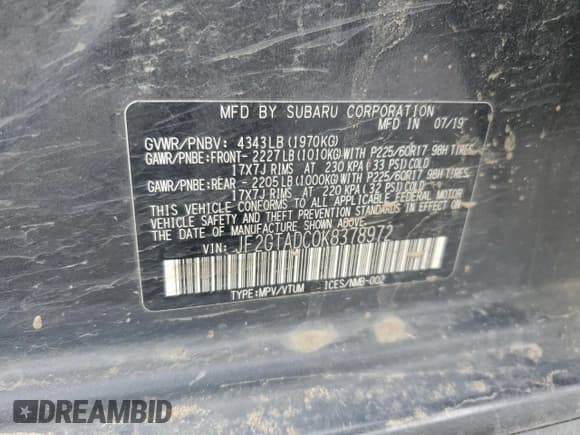 MFD BY SUBARU CORPORATION
MFD IN 07/19
GVWR/PNBV: 4343LB(1970KG)
GAWR/PNBE:FRONT- 2227LB(1010KG)WITH P225/60R17 98H TIRES,
17X7J RIMS AT 230 KPA(33 PSI)COLD
GAWR/PNBE:REAR - 2205LB(1000KG)WITH P225/60R17 98H TIRES,
17X7J RIMS AT 220 KPA(32 PSI)COLD
THIS VEHICLE CONFORMS TO ALL APPLICABLE FEDERAL MOTOR
VEHICLE SAFETY AND THEFT PREVENTION STANDARDS IN EFFECT ON
THE DATE OF MANUFACTURE SHOWN ABOVE.
VIN: JF2GTADC0K8378972
TYPE:MPV/VTUM ICES/NMB-002
DREAMBID